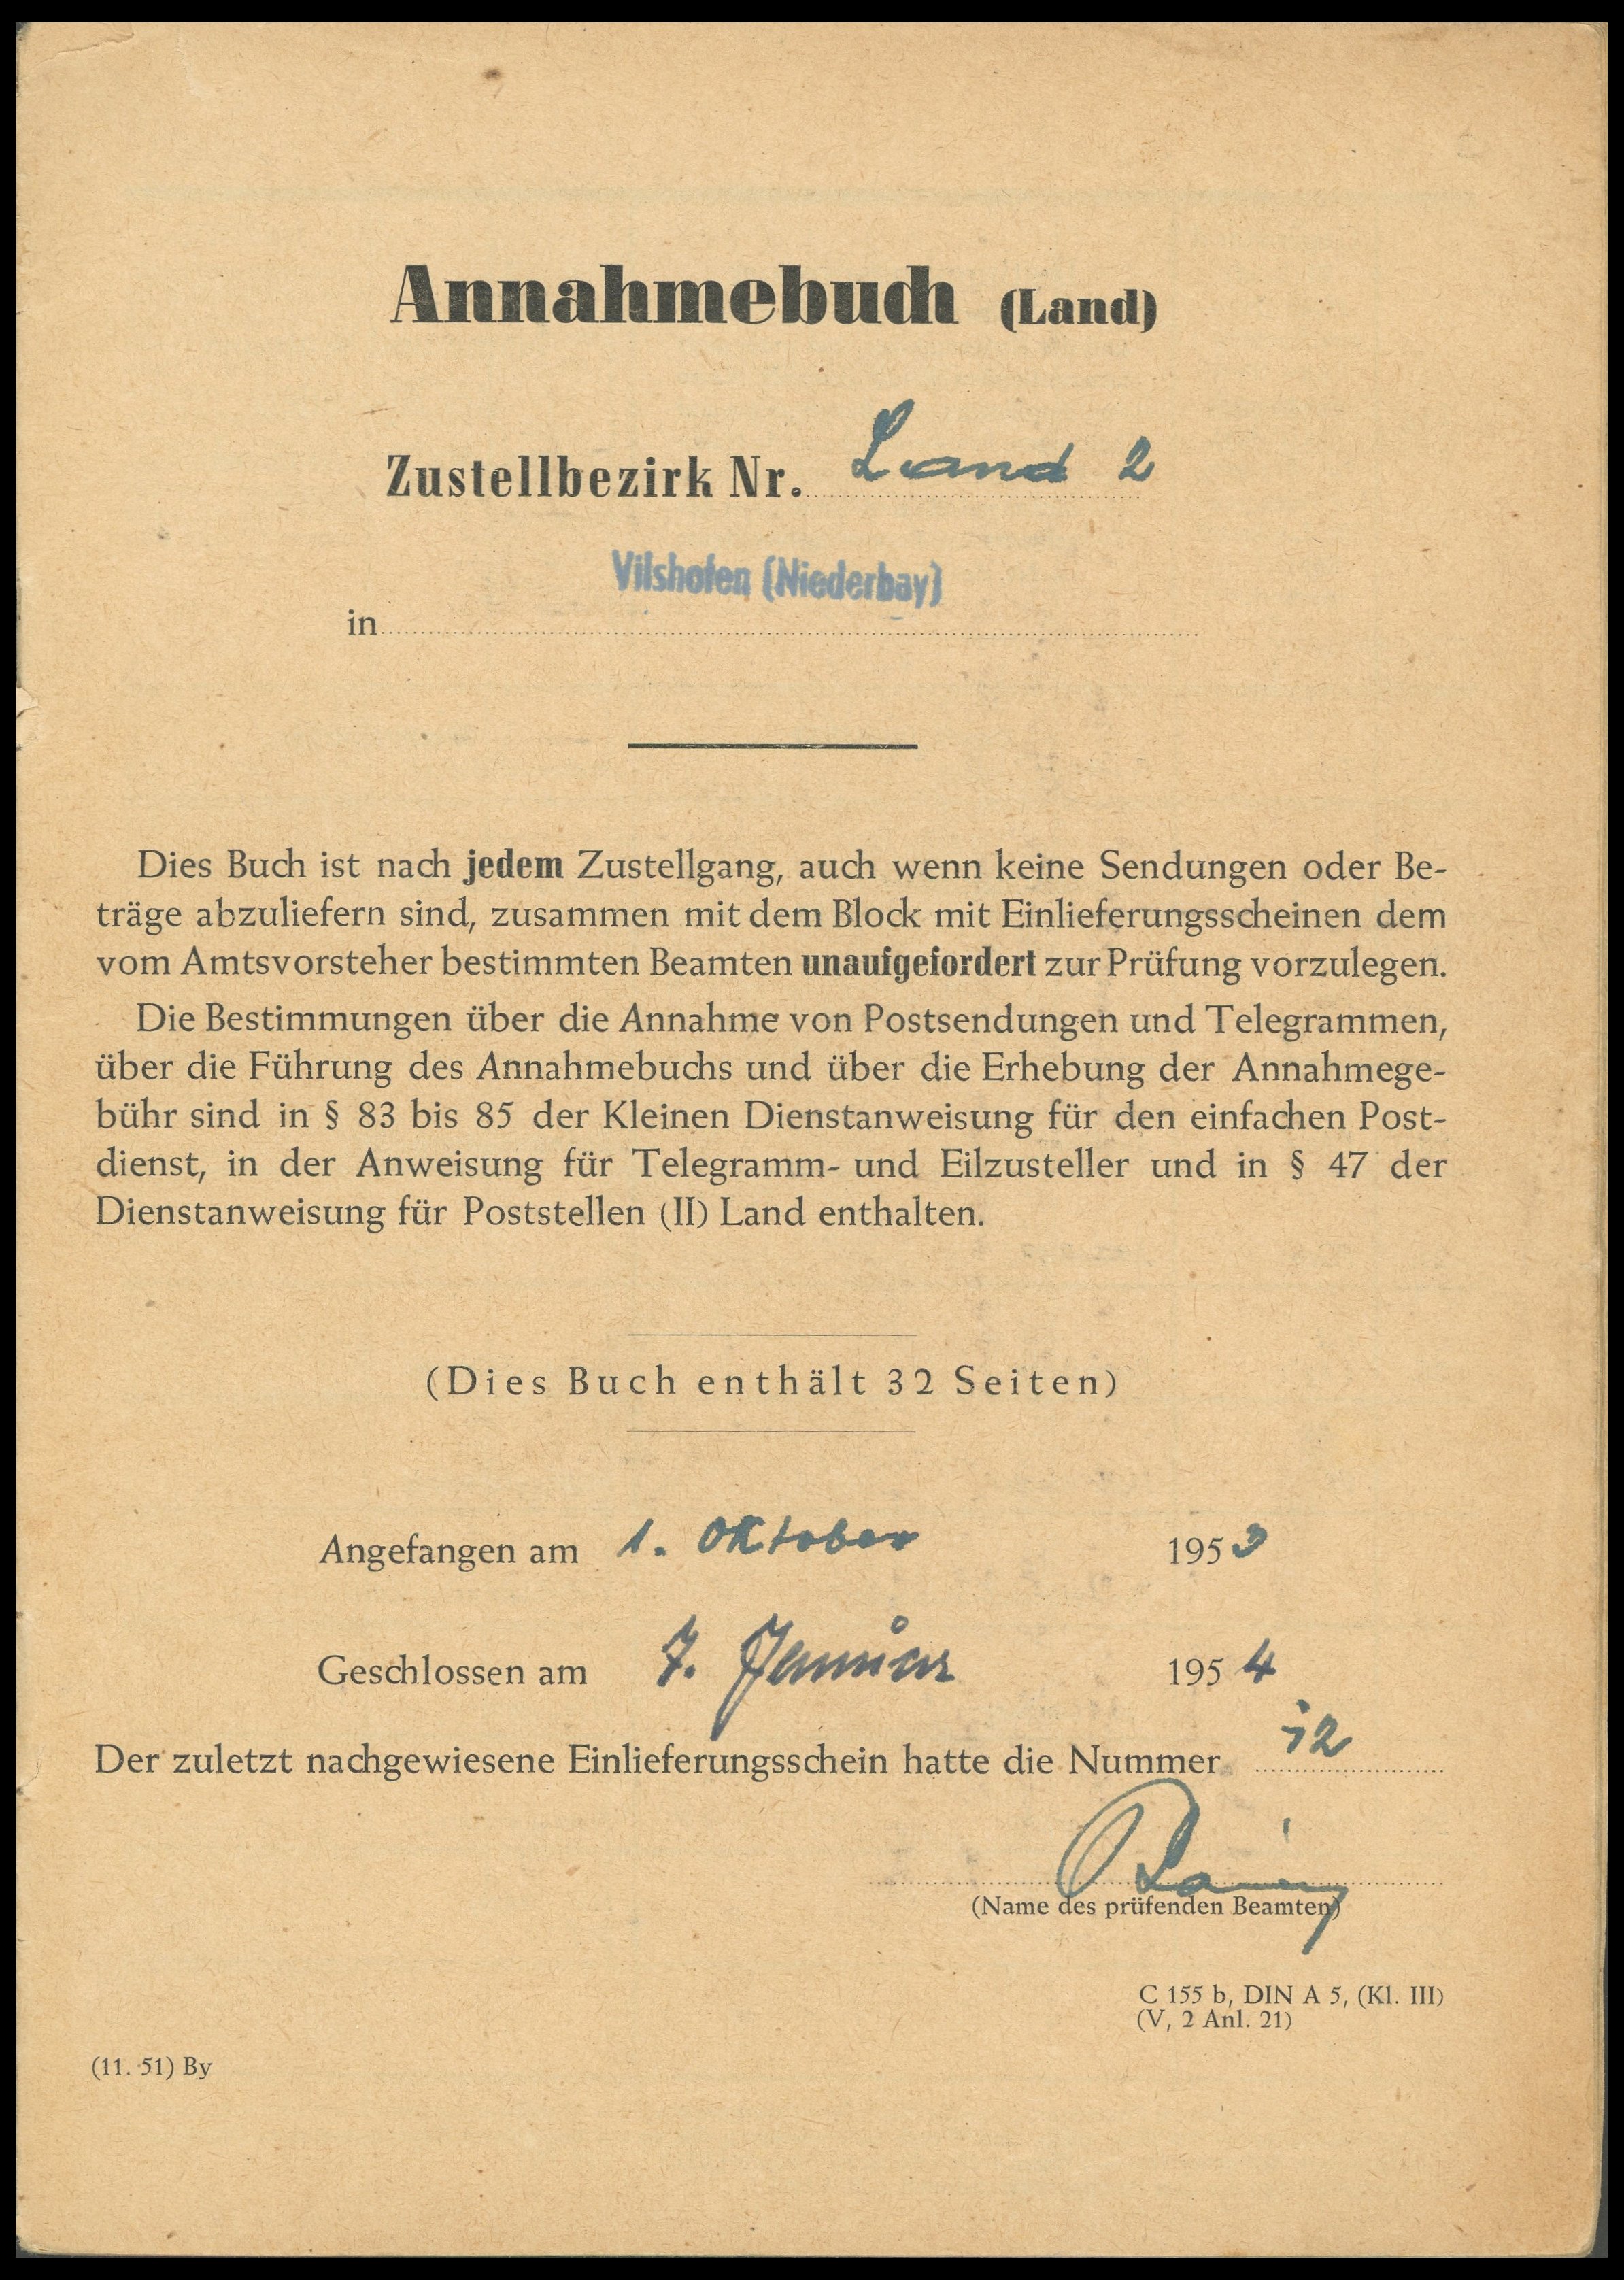 Annahmebuch (Land)
Zustellbezirk Nr. Land 2
Vilshofen (Niederbay)
in
Dies Buch ist nach jedem Zustellgang, auch wenn keine Sendungen oder Be-
träge abzuliefern sind, zusammen mit dem Block mit Einlieferungsscheinen dem
vom Amtsvorsteher bestimmten Beamten unaufgefordert zur Prüfung vorzulegen.
Die Bestimmungen über die Annahme von Postsendungen und Telegrammen,
über die Führung des Annahmebuchs und über die Erhebung der Annahmege-
bühr sind in § 83 bis 85 der Kleinen Dienstanweisung für den einfachen Post-
dienst, in der Anweisung für Telegramm- und Eilzusteller und in § 47 der
Dienstanweisung für Poststellen (II) Land enthalten.
(Dies Buch enthält 32 Seiten)
Angefangen am 1. Oktober 1953
Geschlossen am 7. Januar 1954
Der zuletzt nachgewiesene Einlieferungsschein hatte die Nummer
(Name des prüfenden Beamten)
C 155 b, DIN A 5, (Kl. III)
(V, 2 Anl. 21)
(11. 51) By